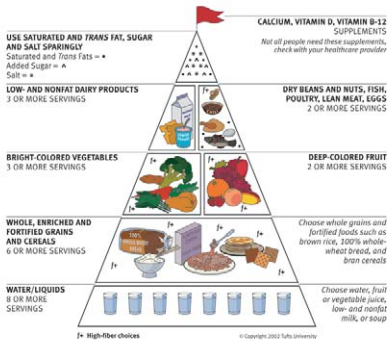 CALCIUM, VITAMIN D, VITAMIN B-12
SUPPLEMENTS
Not all people need these supplements,
check with your healthcare provider
USE SATURATED AND TRANS FAT, SUGAR
AND SALT SPARINGLY
Saturated and Trans Fats = •
Added Sugar = ^
Salt = *
LOW- AND NONFAT DAIRY PRODUCTS
3 OR MORE SERVINGS
DRY BEANS AND NUTS, FISH,
POULTRY, LEAN MEAT, EGGS
2 OR MORE SERVINGS
f+
BRIGHT-COLORED VEGETABLES
3 OR MORE SERVINGS
f+
f+
DEEP-COLORED FRUIT
2 OR MORE SERVINGS
WHOLE, ENRICHED AND
FORTIFIED GRAINS
AND CEREALS
6 OR MORE SERVINGS
f+
100%
WHOLE WHEAT
BREAD
f+
f+
f+
Choose whole grains and
fortified foods such as
brown rice, 100% whole-
wheat bread, and
bran cereals
WATER/LIQUIDS
8 OR MORE
SERVINGS
Choose water, fruit
or vegetable juice,
low- and nonfat
milk, or soup
f+ High-fiber choices
© Copyright 2002 Tufts University